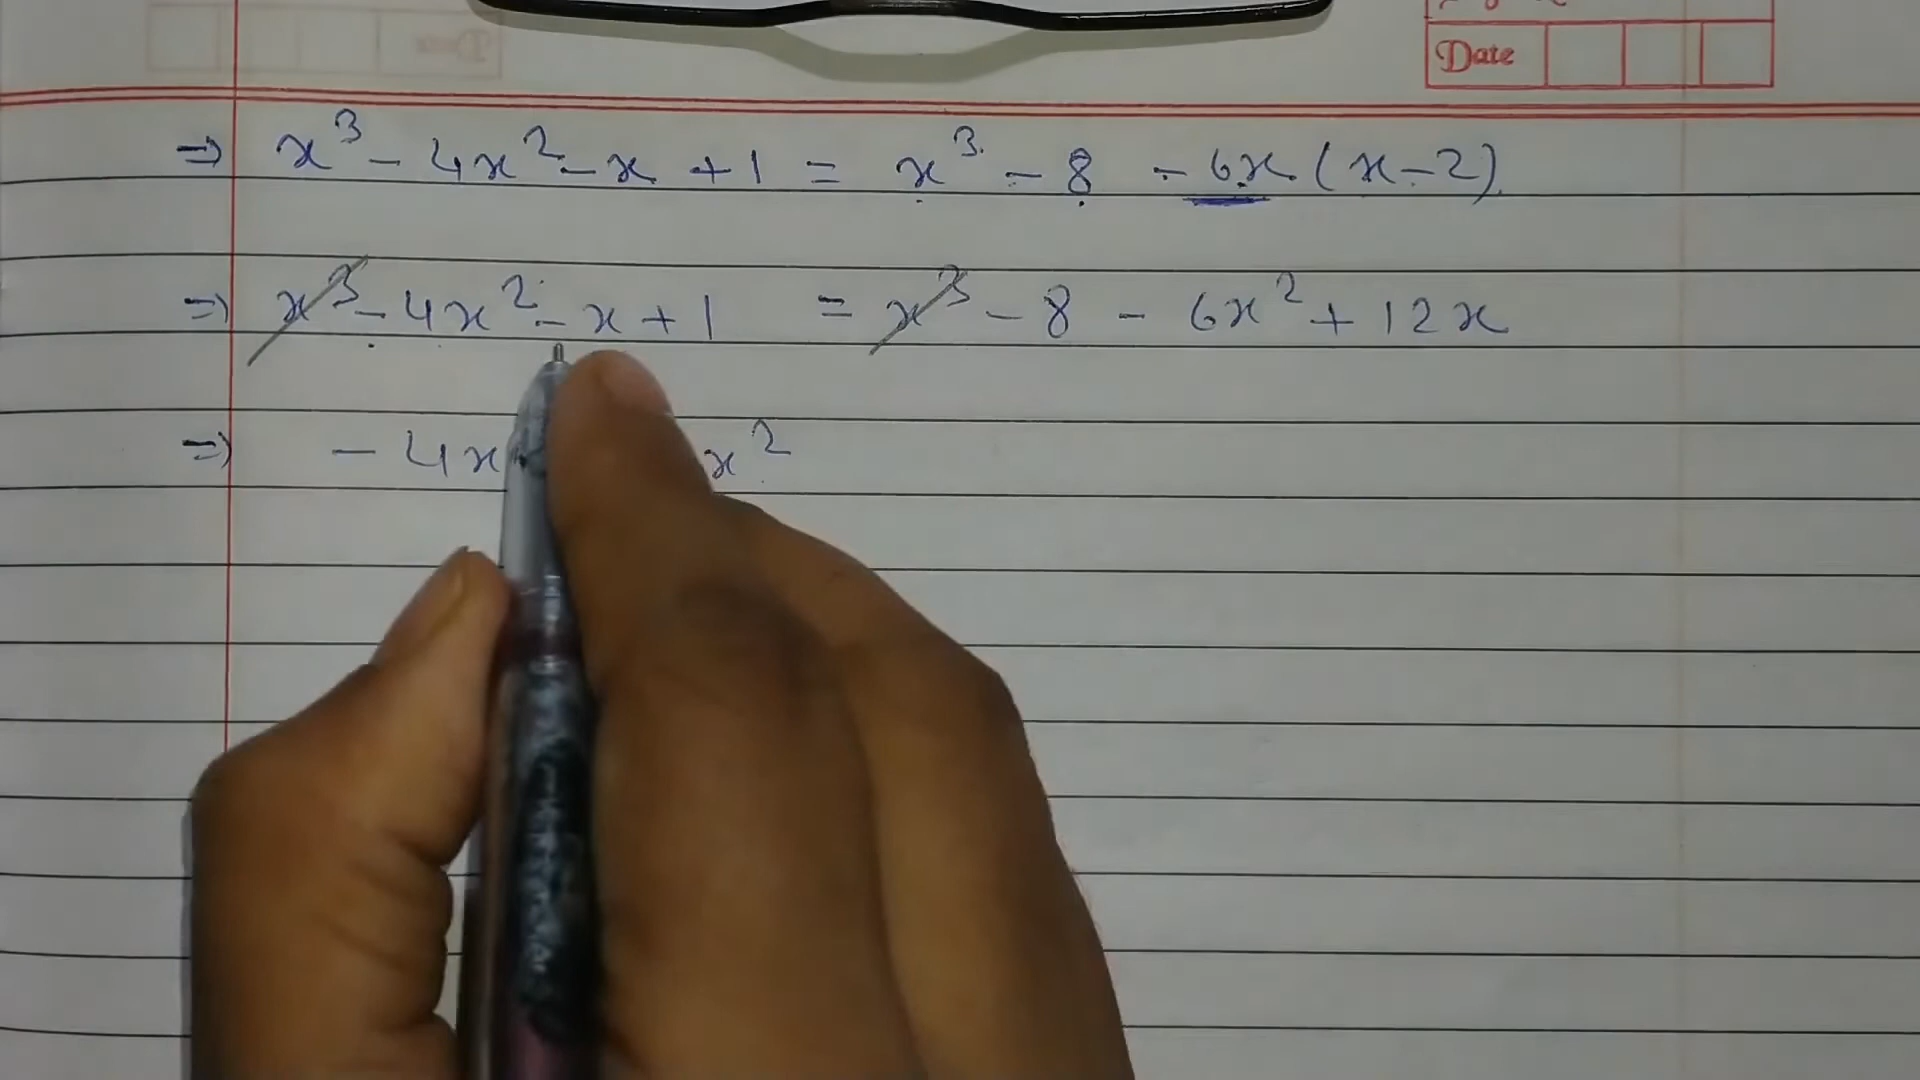 Date
⇒ x³ - 4x² - x + 1 = x³ - 8 - 6x (x - 2)
⇒ x³ - 4x² - x + 1 = x³ - 8 - 6x² + 12x
⇒ - 4x x²